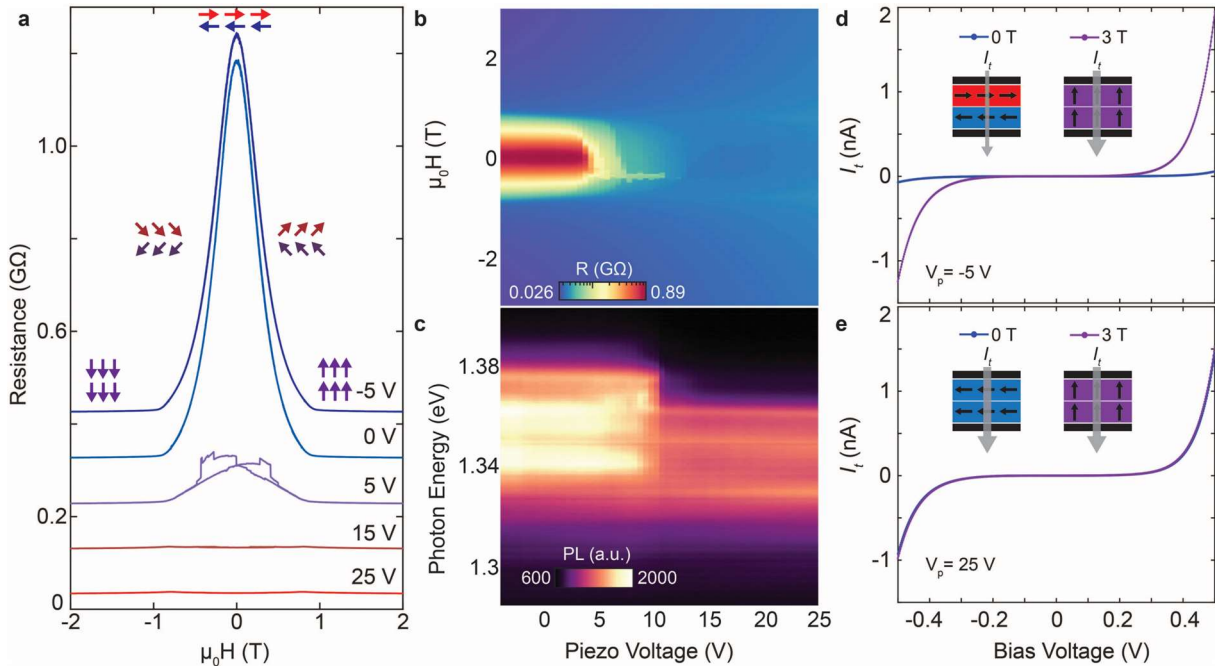 a
1.0
0.6
0.2
0
Resistance (GΩ)
-5 V
0 V
5 V
15 V
25 V
-2
-1
0
1
2
μ₀H (T)
b
2
0
-2
μ₀H (T)
R (GΩ)
0.026
0.89
c
1.38
1.34
1.3
Photon Energy (eV)
PL (a.u.)
600
2000
0
5
10
15
20
25
Piezo Voltage (V)
d
2
1
0
-1
Iₜ (nA)
0 T
3 T
Iₜ
Iₜ
Vₚ= -5 V
e
2
1
0
-1
Iₜ (nA)
0 T
3 T
Iₜ
Iₜ
Vₚ= 25 V
-0.4
-0.2
0
0.2
0.4
Bias Voltage (V)